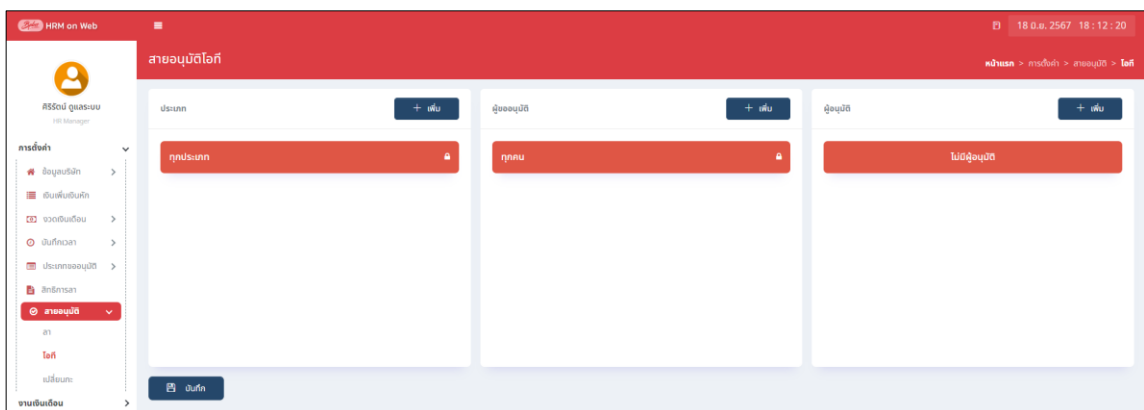 HRM on Web
18 มิ.ย. 2567 18 : 12 : 20
สายอนุมัติโอที
หน้าแรก > การตั้งค่า > สายอนุมัติ > โอที
ศิริรัตน์ ดูแลระบบ
HR Manager
ประเภท
+ เพิ่ม
ผู้ขออนุมัติ
+ เพิ่ม
ผู้อนุมัติ
+ เพิ่ม
ทุกประเภท
ทุกคน
ไม่มีผู้อนุมัติ
การตั้งค่า
ข้อมูลบริษัท >
เงินเพิ่มเงินหัก
งวดเงินเดือน >
บันทึกเวลา >
ประเภทขออนุมัติ >
สิทธิการลา
สายอนุมัติ
ลา
โอที
เปลี่ยนกะ
งานเงินเดือน >
บันทึก